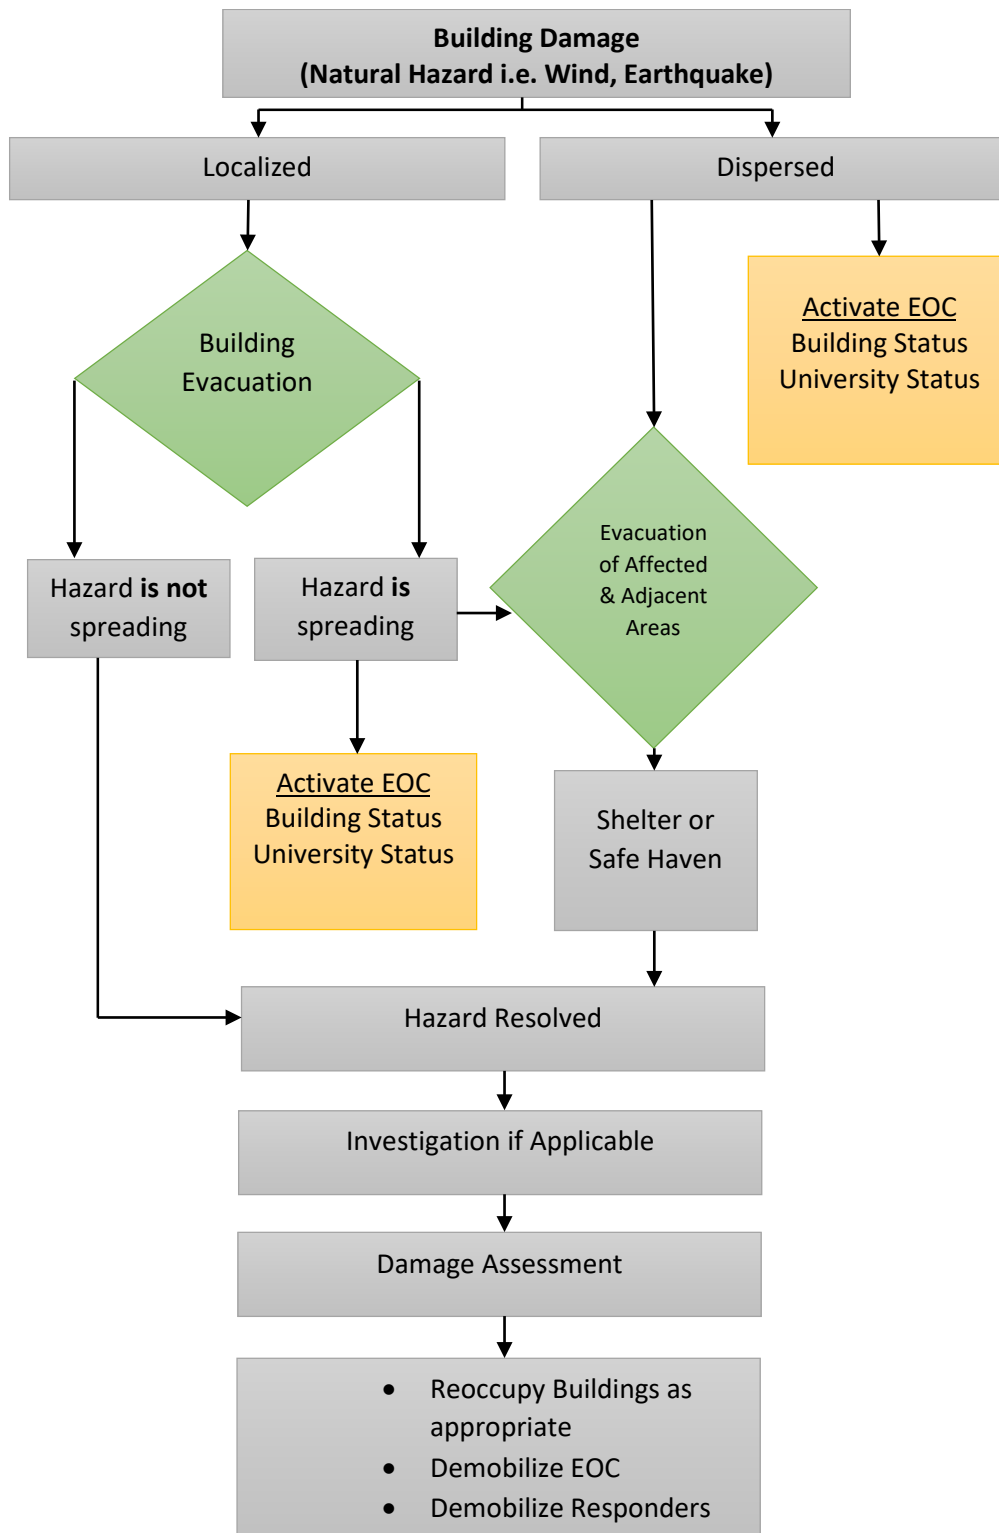 Building Damage
(Natural Hazard i.e. Wind, Earthquake)
Localized
Dispersed
Activate EOC
Building Status
University Status
Building
Evacuation
Evacuation
of Affected
& Adjacent
Areas
Hazard is not
spreading
Hazard is
spreading
Activate EOC
Building Status
University Status
Shelter or
Safe Haven
Hazard Resolved
Investigation if Applicable
Damage Assessment
• Reoccupy Buildings as
appropriate
• Demobilize EOC
• Demobilize Responders